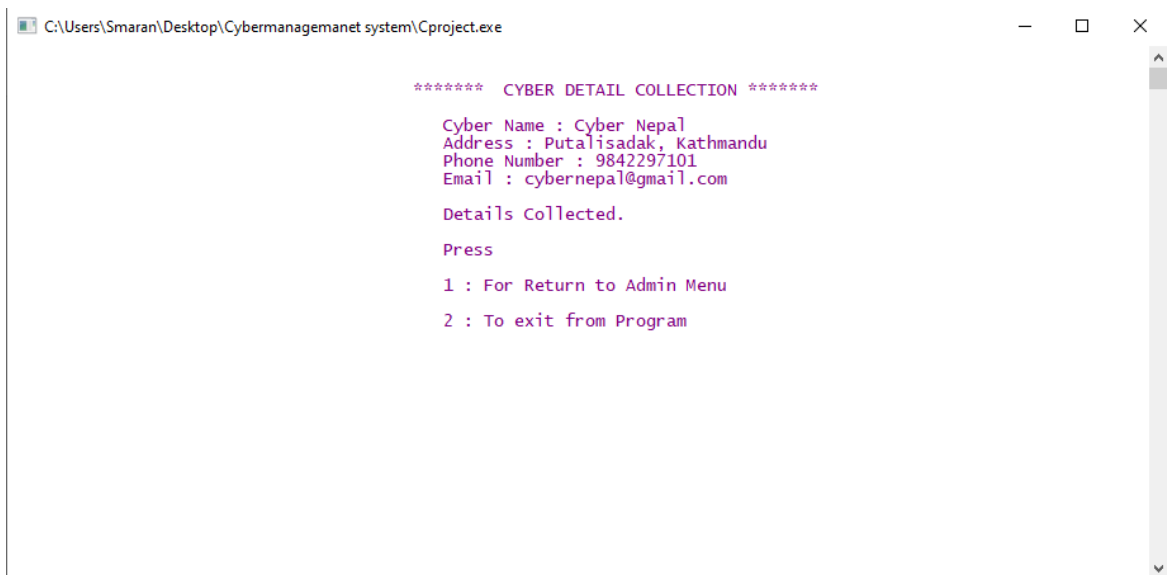 C:\Users\Smaran\Desktop\Cybermanagemanet system\Cproject.exe
******* CYBER DETAIL COLLECTION *******
Cyber Name : Cyber Nepal
Address : Putalisadak, Kathmandu
Phone Number : 9842297101
Email : cybernepal@gmail.com
Details Collected.
Press
1 : For Return to Admin Menu
2 : To exit from Program